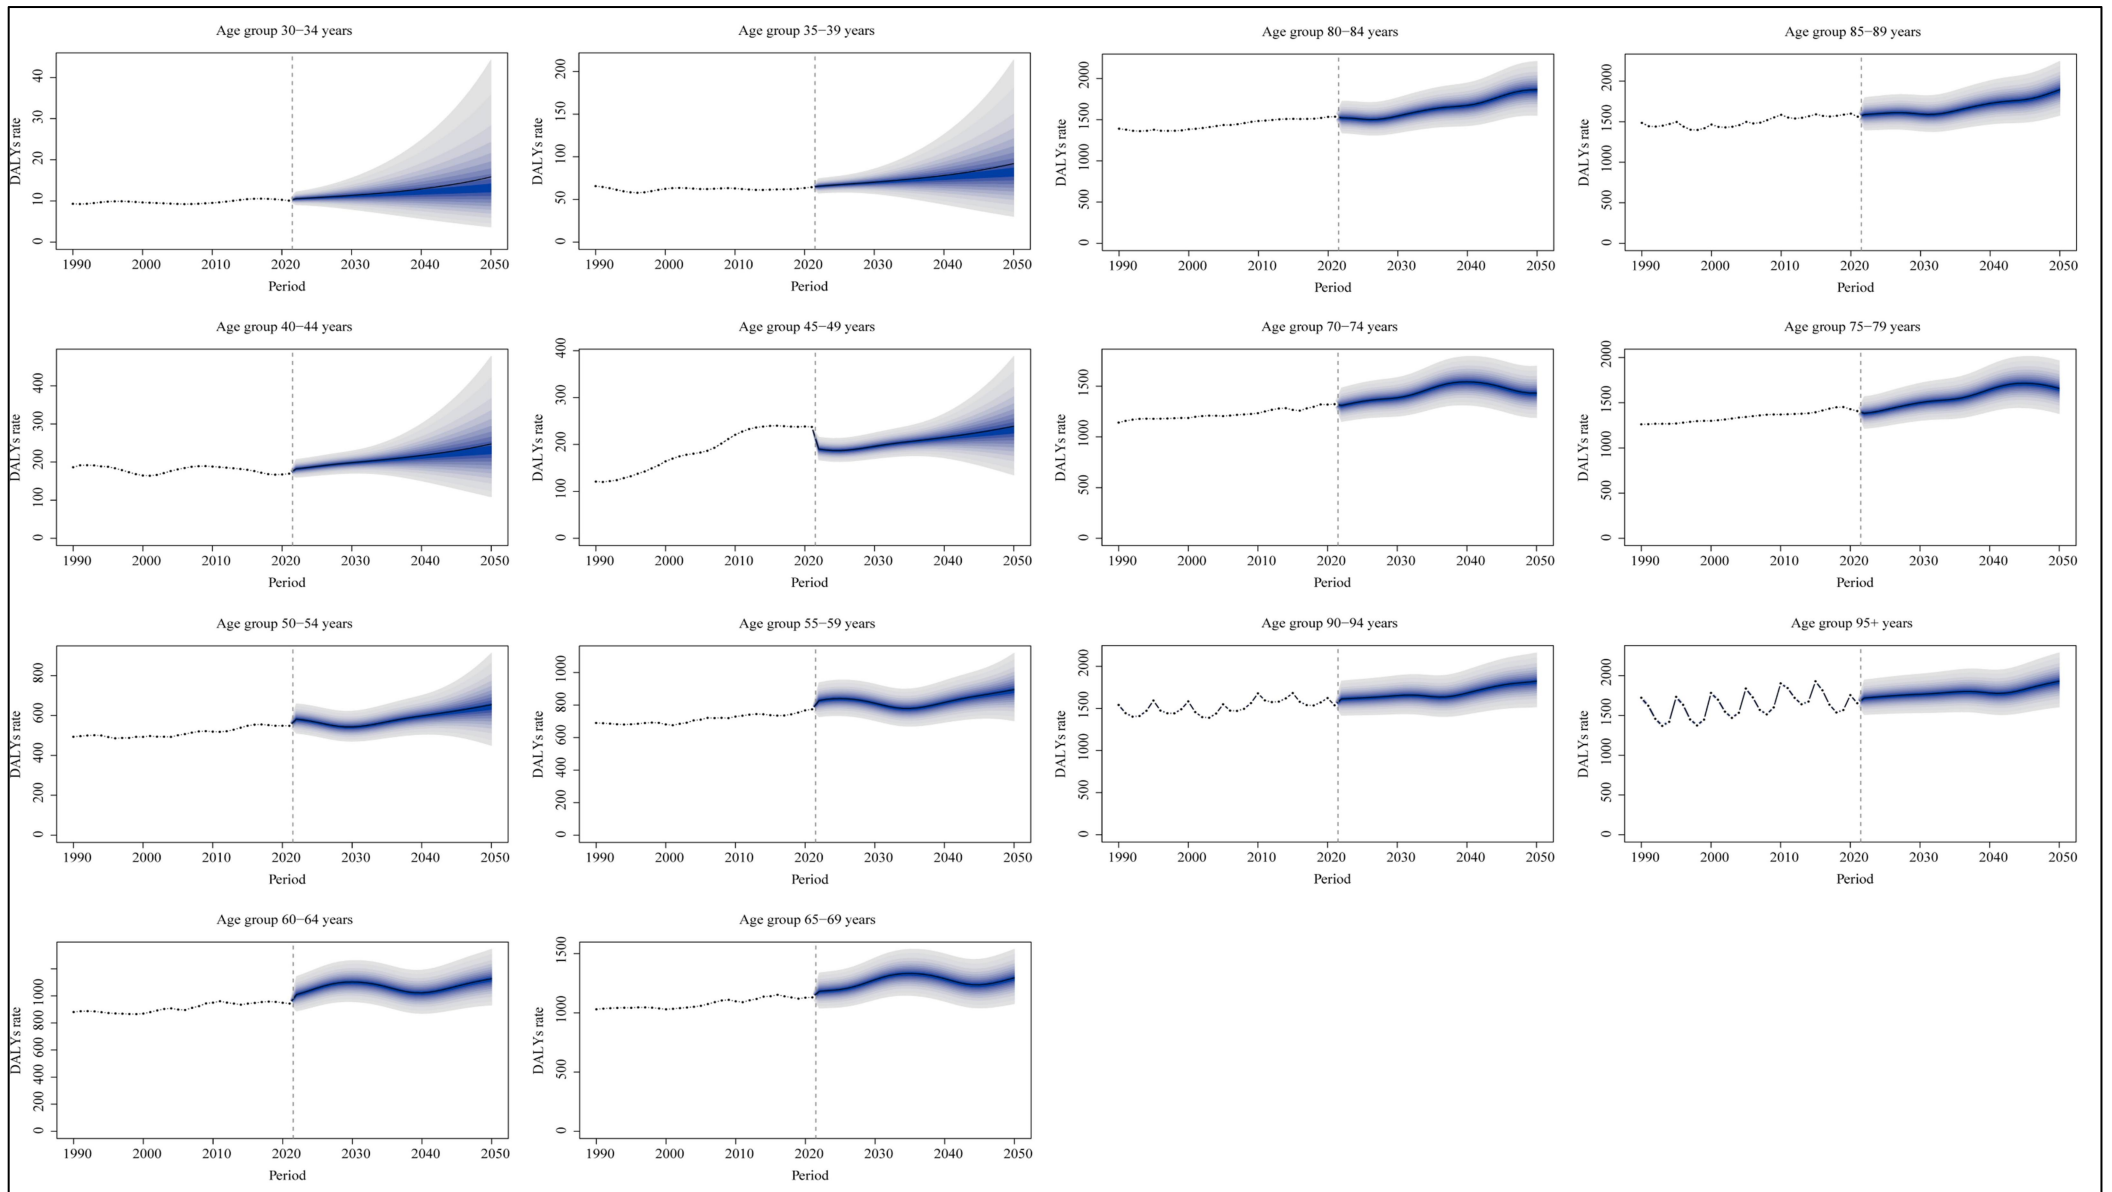 Age group 30−34 years
DALYs rate
0 10 20 30 40
1990 2000 2010 2020 2030 2040 2050
Period
Age group 35−39 years
DALYs rate
0 50 100 150 200
1990 2000 2010 2020 2030 2040 2050
Period
Age group 80−84 years
DALYs rate
0 500 1000 1500 2000
1990 2000 2010 2020 2030 2040 2050
Period
Age group 85−89 years
DALYs rate
0 500 1000 1500 2000
1990 2000 2010 2020 2030 2040 2050
Period
Age group 40−44 years
DALYs rate
0 100 200 300 400
1990 2000 2010 2020 2030 2040 2050
Period
Age group 45−49 years
DALYs rate
0 100 200 300 400
1990 2000 2010 2020 2030 2040 2050
Period
Age group 70−74 years
DALYs rate
0 500 1000 1500
1990 2000 2010 2020 2030 2040 2050
Period
Age group 75−79 years
DALYs rate
0 500 1000 1500 2000
1990 2000 2010 2020 2030 2040 2050
Period
Age group 50−54 years
DALYs rate
0 200 400 600 800
1990 2000 2010 2020 2030 2040 2050
Period
Age group 55−59 years
DALYs rate
0 200 400 600 800 1000
1990 2000 2010 2020 2030 2040 2050
Period
Age group 90−94 years
DALYs rate
0 500 1000 1500 2000
1990 2000 2010 2020 2030 2040 2050
Period
Age group 95+ years
DALYs rate
0 500 1000 1500 2000
1990 2000 2010 2020 2030 2040 2050
Period
Age group 60−64 years
DALYs rate
0 200 400 600 800 1000
1990 2000 2010 2020 2030 2040 2050
Period
Age group 65−69 years
DALYs rate
0 500 1000 1500
1990 2000 2010 2020 2030 2040 2050
Period